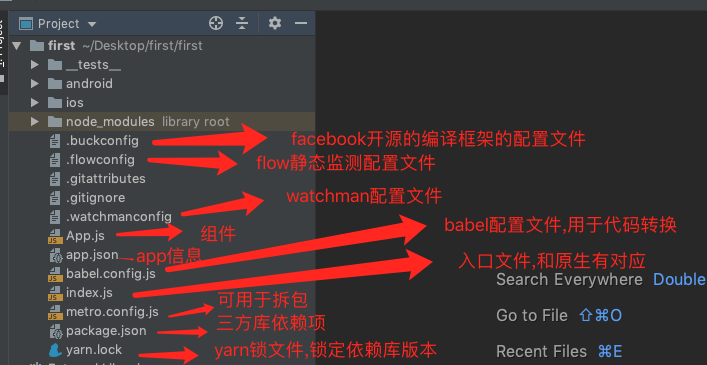 Project
first ~/Desktop/first/first
__tests__
android
ios
node_modules library root
.buckconfig facebook开源的编译框架的配置文件
.flowconfig flow静态监测配置文件
.gitattributes
.gitignore watchman配置文件
.watchmanconfig
App.js 组件 babel配置文件,用于代码转换
app.json app信息
babel.config.js 入口文件,和原生有对应
Search Everywhere Double
index.js
metro.config.js 可用于拆包
Go to File ⇧⌘O
package.json 三方库依赖项
yarn.lock yarn锁文件,锁定依赖库版本
Recent Files ⌘E